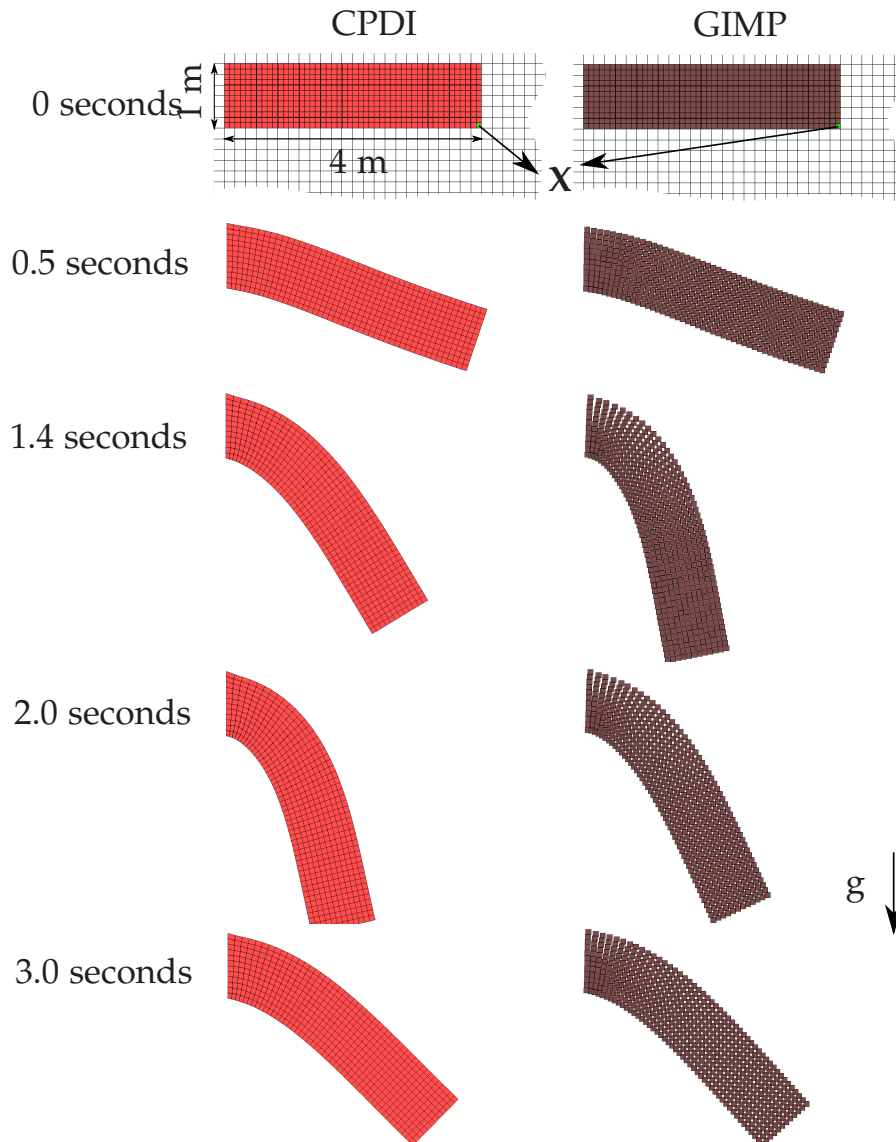 CPDI
GIMP
0 seconds
1 m
4 m
x
0.5 seconds
1.4 seconds
2.0 seconds
g
3.0 seconds